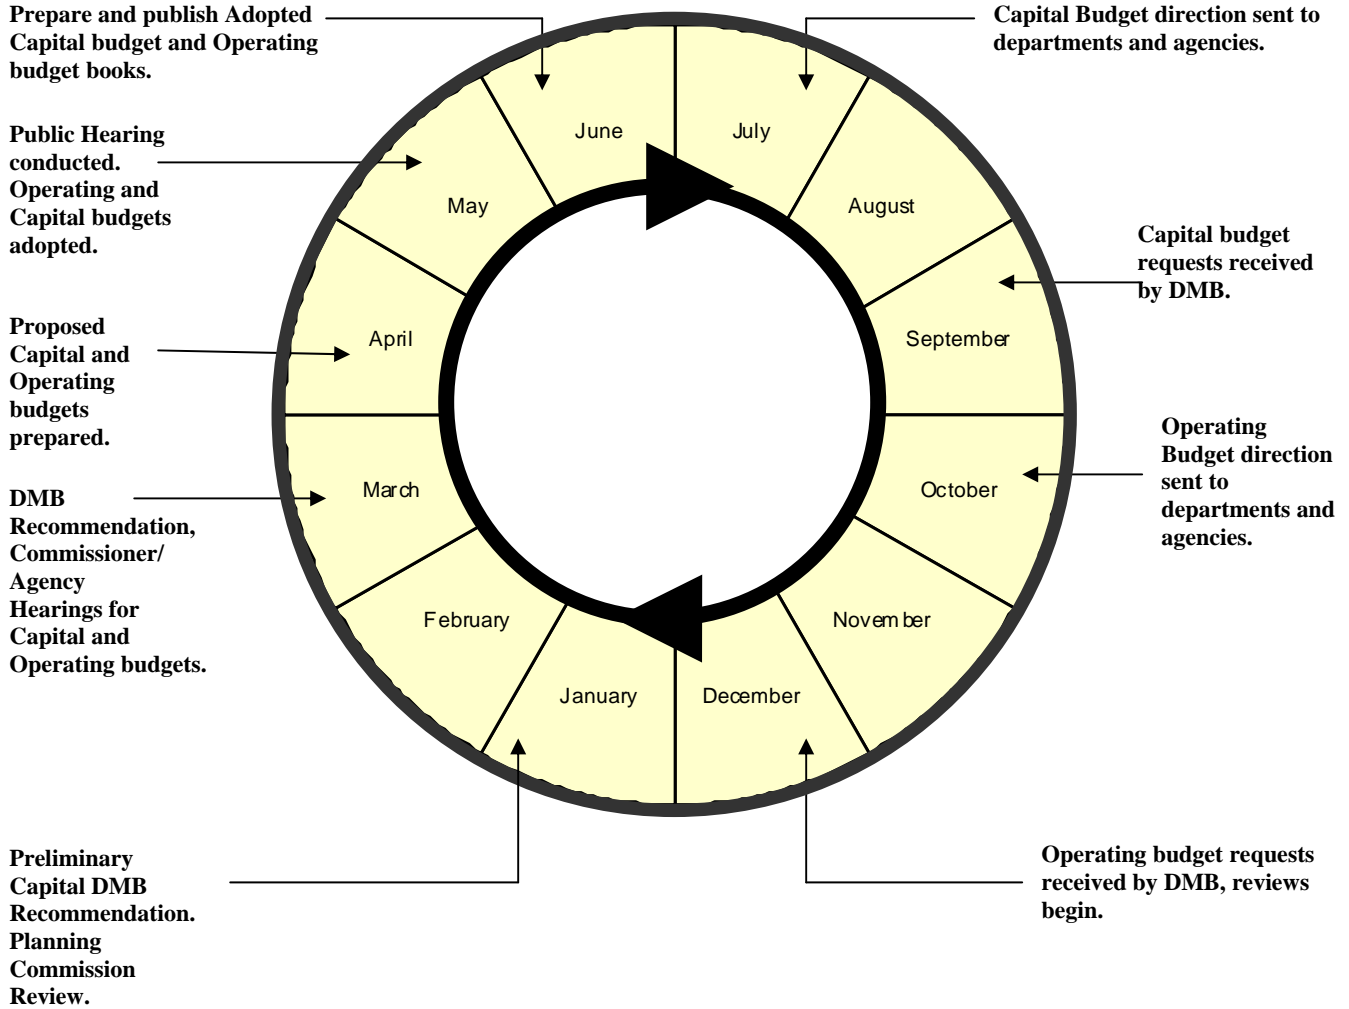 Prepare and publish Adopted
Capital budget and Operating
budget books.
Capital Budget direction sent to
departments and agencies.
June
July
Public Hearing
conducted.
Operating and
Capital budgets
adopted.
May
August
Capital budget
requests received
by DMB.
Proposed
Capital and
Operating
budgets
prepared.
April
September
Operating
Budget direction
sent to
departments and
agencies.
March
October
DMB
Recommendation,
Commissioner/
Agency
Hearings for
Capital and
Operating budgets.
February
November
January
December
Preliminary
Capital DMB
Recommendation.
Planning
Commission
Review.
Operating budget requests
received by DMB, reviews
begin.